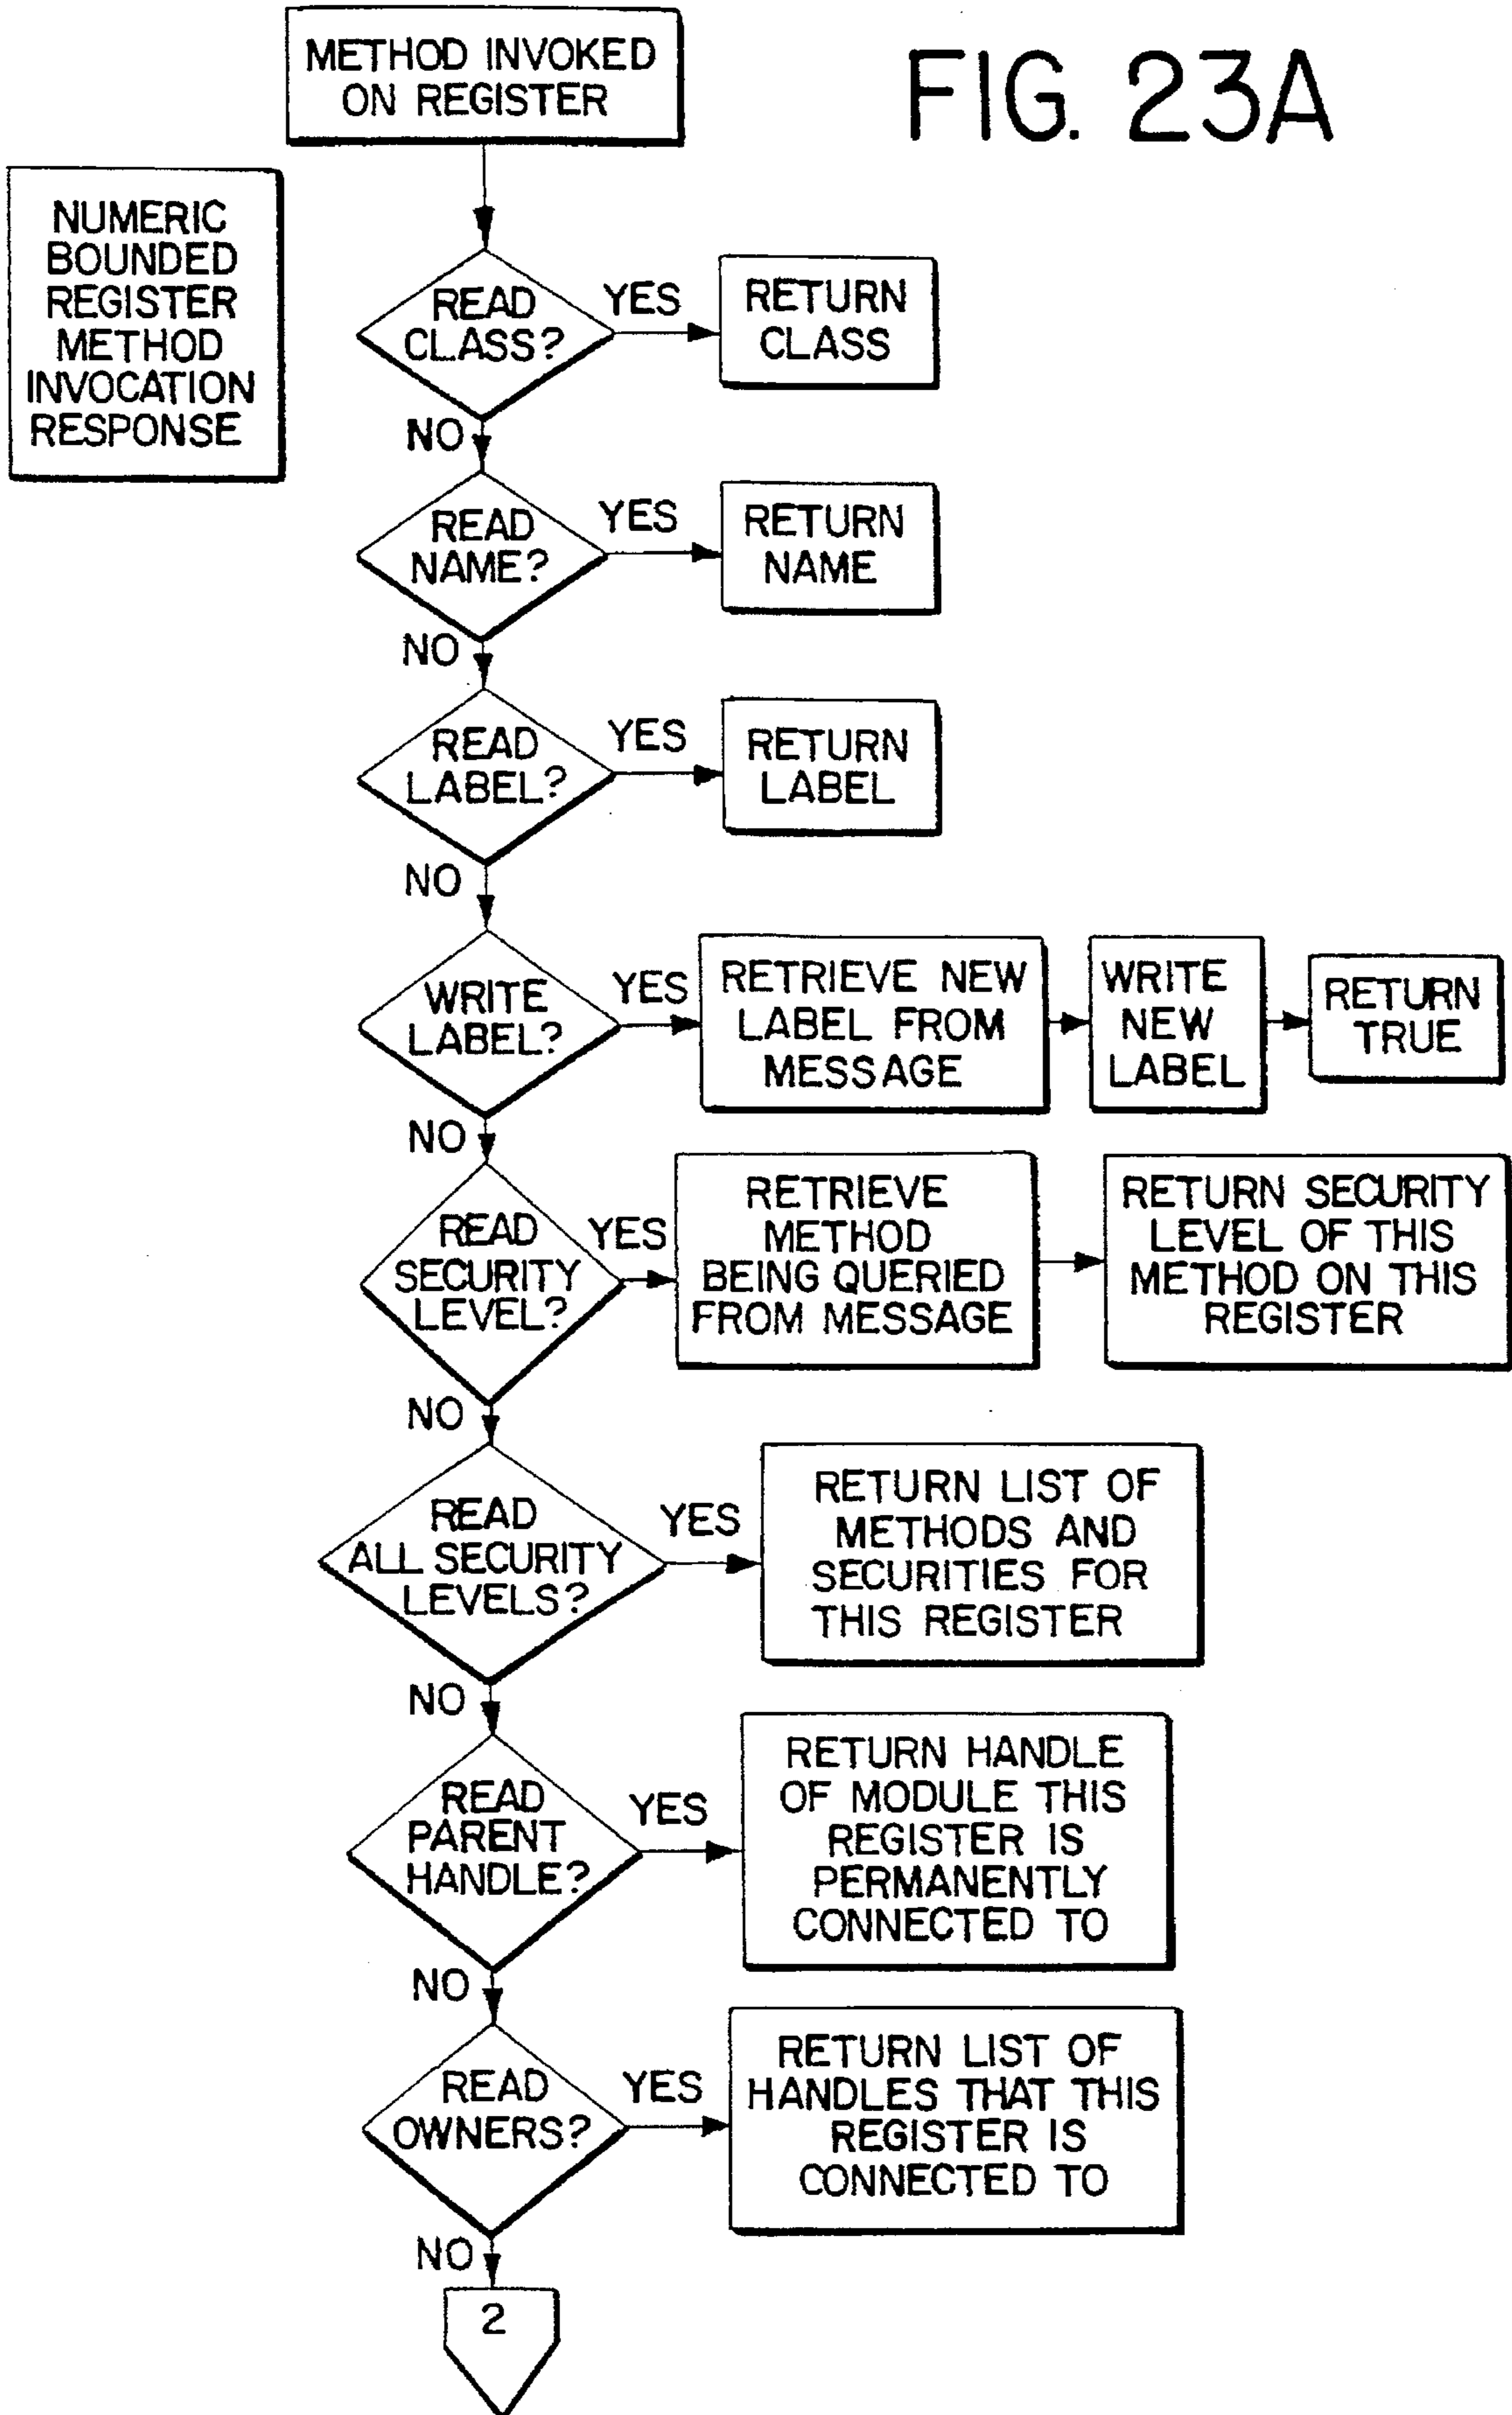 FIG. 23A
METHOD INVOKED
ON REGISTER
NUMERIC
BOUNDED
REGISTER
METHOD
INVOCATION
RESPONSE
READ
CLASS?
YES
RETURN
CLASS
NO
READ
NAME?
YES
RETURN
NAME
NO
READ
LABEL?
YES
RETURN
LABEL
NO
WRITE
LABEL?
YES
RETRIEVE NEW
LABEL FROM
MESSAGE
WRITE
NEW
LABEL
RETURN
TRUE
NO
READ
SECURITY
LEVEL?
YES
RETRIEVE
METHOD
BEING QUERIED
FROM MESSAGE
RETURN SECURITY
LEVEL OF THIS
METHOD ON THIS
REGISTER
NO
READ
ALL SECURITY
LEVELS?
YES
RETURN LIST OF
METHODS AND
SECURITIES FOR
THIS REGISTER
NO
READ
PARENT
HANDLE?
YES
RETURN HANDLE
OF MODULE THIS
REGISTER IS
PERMANENTLY
CONNECTED TO
NO
READ
OWNERS?
YES
RETURN LIST OF
HANDLES THAT THIS
REGISTER IS
CONNECTED TO
NO
2